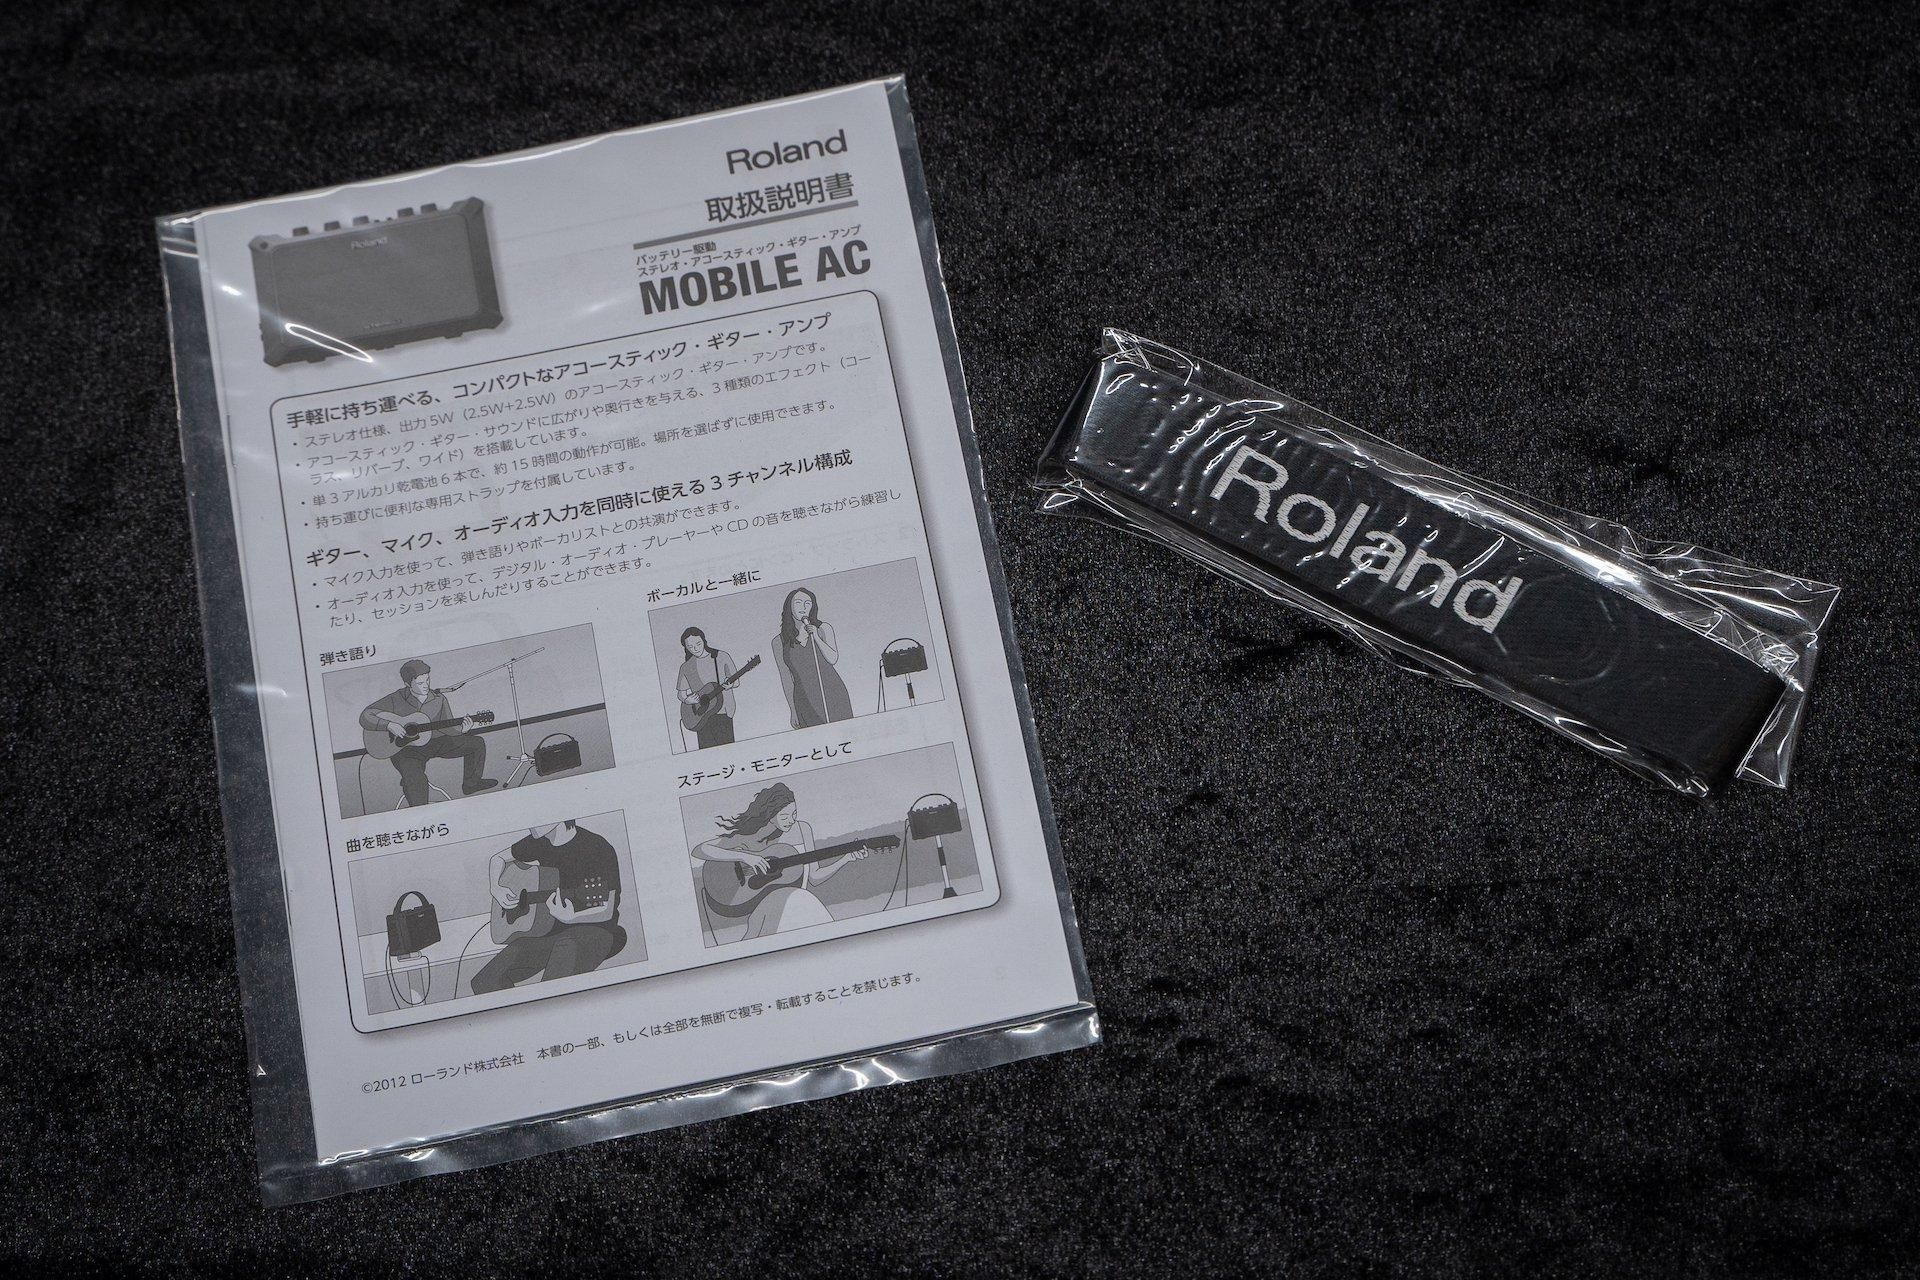 Roland
取扱説明書
Roland
バッテリー駆動
ステレオ・アコースティック・ギター・アンプ
MOBILE AC
手軽に持ち運べる、コンパクトなアコースティック・ギター・アンプ
・ステレオ仕様、出力5W（2.5W+2.5W）のアコースティック・ギター・アンプです。
・アコースティック・ギター・サウンドに広がりや奥行きを与える、3種類のエフェクト（コー
ラス、リバーブ、ワイド）を搭載しています。
・単3アルカリ乾電池6本で、約15時間の動作が可能。場所を選ばずに使用できます。
・持ち運びに便利な専用ストラップを付属しています。
ギター、マイク、オーディオ入力を同時に使える3チャンネル構成
・マイク入力を使って、弾き語りやボーカリストとの共演ができます。
・オーディオ入力を使って、デジタル・オーディオ・プレーヤーやCDの音を聴きながら練習し
たり、セッションを楽しんだりすることができます。
弾き語り
ボーカルと一緒に
曲を聴きながら
ステージ・モニターとして
©2012 ローランド株式会社　本書の一部、もしくは全部を無断で複写・転載することを禁じます。
Roland